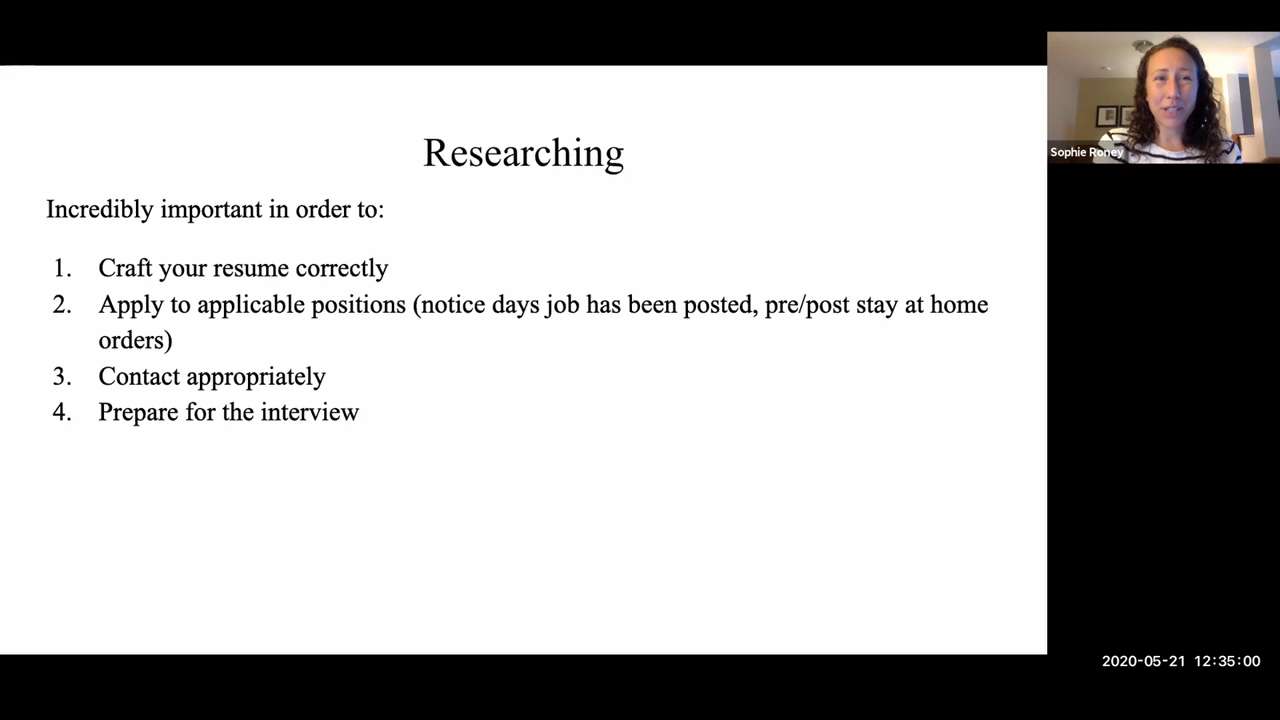 Researching
Incredibly important in order to:
1. Craft your resume correctly
2. Apply to applicable positions (notice days job has been posted, pre/post stay at home
orders)
3. Contact appropriately
4. Prepare for the interview
Sophie Roney
2020-05-21 12:35:00